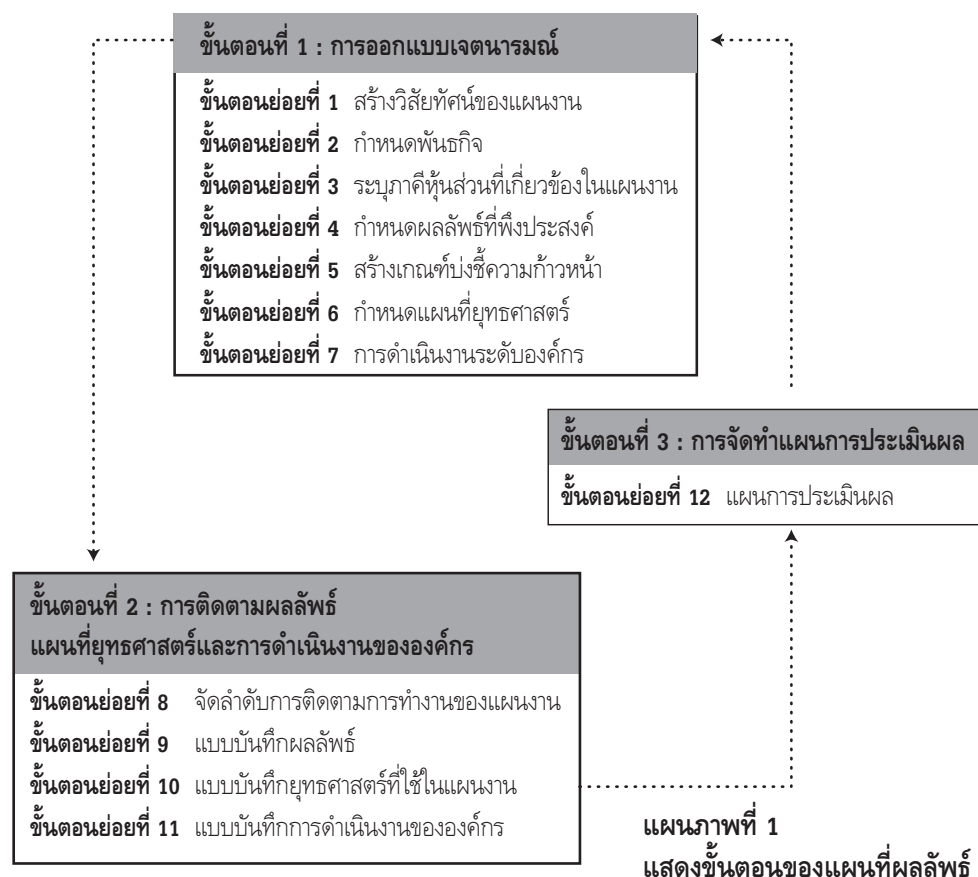 ขั้นตอนที่ 1 : การออกแบบเจตนารมณ์
ขั้นตอนย่อยที่ 1 สร้างวิสัยทัศน์ของแผนงาน
ขั้นตอนย่อยที่ 2 กำหนดพันธกิจ
ขั้นตอนย่อยที่ 3 ระบุภาคีหุ้นส่วนที่เกี่ยวข้องในแผนงาน
ขั้นตอนย่อยที่ 4 กำหนดผลลัพธ์ที่พึงประสงค์
ขั้นตอนย่อยที่ 5 สร้างเกณฑ์บ่งชี้ความก้าวหน้า
ขั้นตอนย่อยที่ 6 กำหนดแผนที่ยุทธศาสตร์
ขั้นตอนย่อยที่ 7 การดำเนินงานระดับองค์กร
ขั้นตอนที่ 2 : การติดตามผลลัพธ์
แผนที่ยุทธศาสตร์และการดำเนินงานขององค์กร
ขั้นตอนย่อยที่ 8 จัดลำดับการติดตามการทำงานของแผนงาน
ขั้นตอนย่อยที่ 9 แบบบันทึกผลลัพธ์
ขั้นตอนย่อยที่ 10 แบบบันทึกยุทธศาสตร์ที่ใช้ในแผนงาน
ขั้นตอนย่อยที่ 11 แบบบันทึกการดำเนินงานขององค์กร
ขั้นตอนที่ 3 : การจัดทำแผนการประเมินผล
ขั้นตอนย่อยที่ 12 แผนการประเมินผล
แผนภาพที่ 1
แสดงขั้นตอนของแผนที่ผลลัพธ์